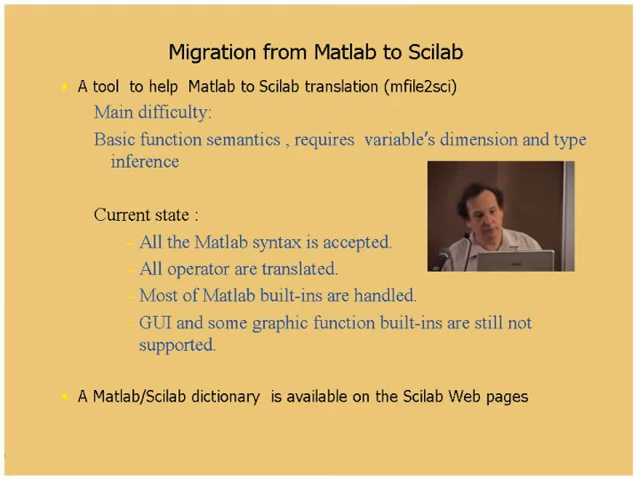 Migration from Matlab to Scilab
A tool to help Matlab to Scilab translation (mfile2sci)
Main difficulty:
Basic function semantics , requires variable's dimension and type
inference
Current state :
– All the Matlab syntax is accepted.
– All operator are translated.
– Most of Matlab built-ins are handled.
– GUI and some graphic function built-ins are still not
supported.
A Matlab/Scilab dictionary is available on the Scilab Web pages